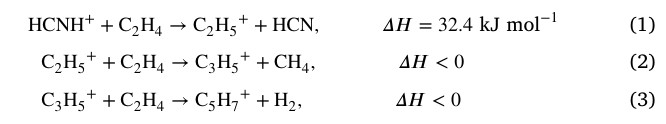 HCNH⁺ + C₂H₄ → C₂H₅⁺ + HCN, ΔH = 32.4 kJ mol⁻¹ (1)
C₂H₅⁺ + C₂H₄ → C₃H₅⁺ + CH₄, ΔH < 0 (2)
C₃H₅⁺ + C₂H₄ → C₅H₇⁺ + H₂, ΔH < 0 (3)